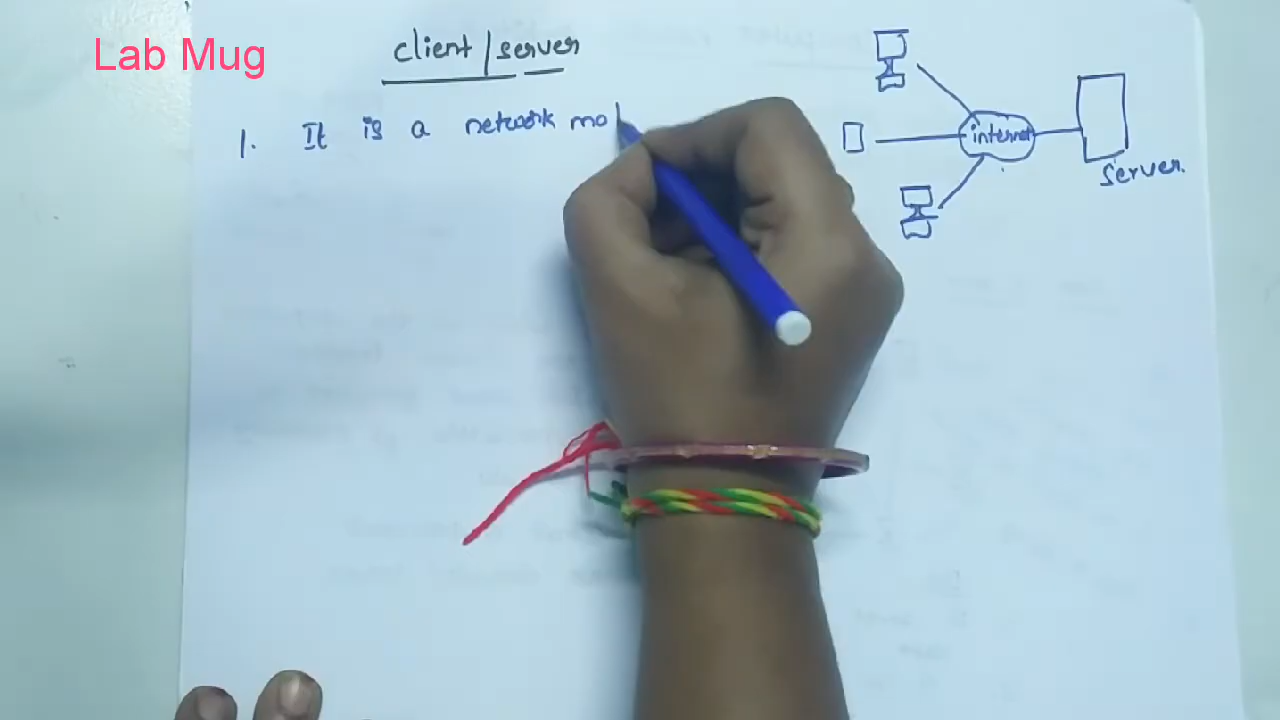 Lab Mug
client/server
1. It is a network mo
internet
server.